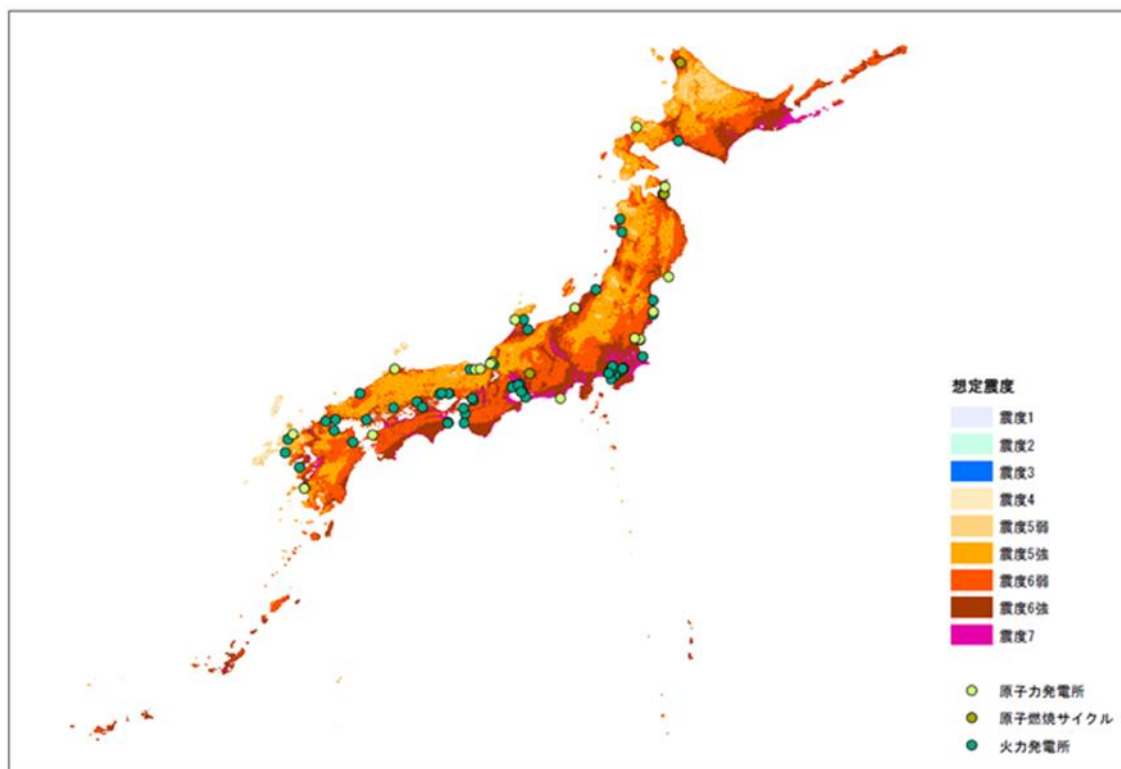 想定震度
震度1
震度2
震度3
震度4
震度5弱
震度5強
震度6弱
震度6強
震度7
原子力発電所
原子燃焼サイクル
火力発電所